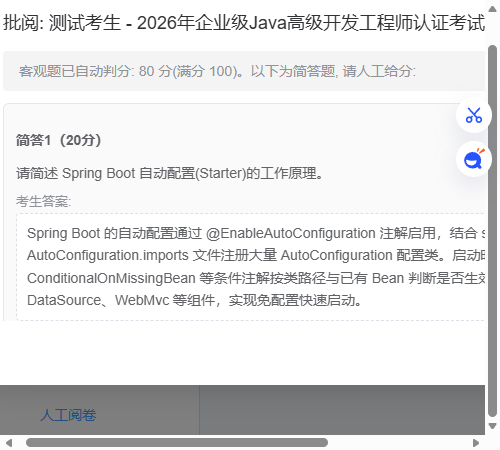 批阅: 测试考生 - 2026年企业级Java高级开发工程师认证考试
客观题已自动判分: 80 分(满分 100)。以下为简答题, 请人工给分:
简答1（20分）
请简述 Spring Boot 自动配置(Starter)的工作原理。
考生答案:
Spring Boot 的自动配置通过 @EnableAutoConfiguration 注解启用，结合 s
AutoConfiguration.imports 文件注册大量 AutoConfiguration 配置类。启动
ConditionalOnMissingBean 等条件注解按类路径与已有 Bean 判断是否生
DataSource、WebMvc 等组件，实现免配置快速启动。
人工阅卷